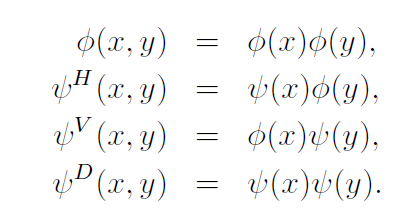 ϕ(x, y) = ϕ(x)ϕ(y),
ψ^H(x, y) = ψ(x)ϕ(y),
ψ^V(x, y) = ϕ(x)ψ(y),
ψ^D(x, y) = ψ(x)ψ(y).